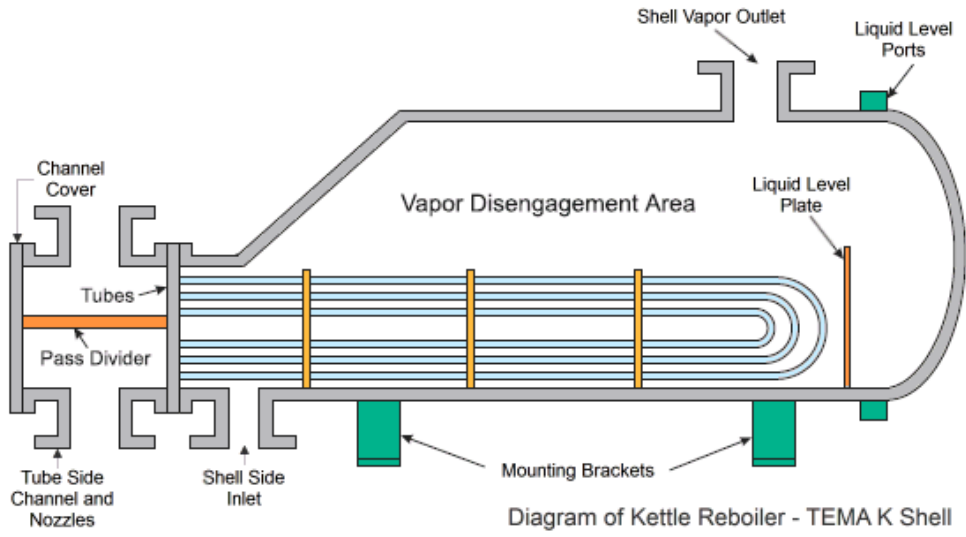 Shell Vapor Outlet
Liquid Level
Ports
Channel
Cover
Liquid Level
Plate
Vapor Disengagement Area
Tubes
Pass Divider
Tube Side
Channel and
Nozzles
Shell Side
Inlet
Mounting Brackets
Diagram of Kettle Reboiler - TEMA K Shell